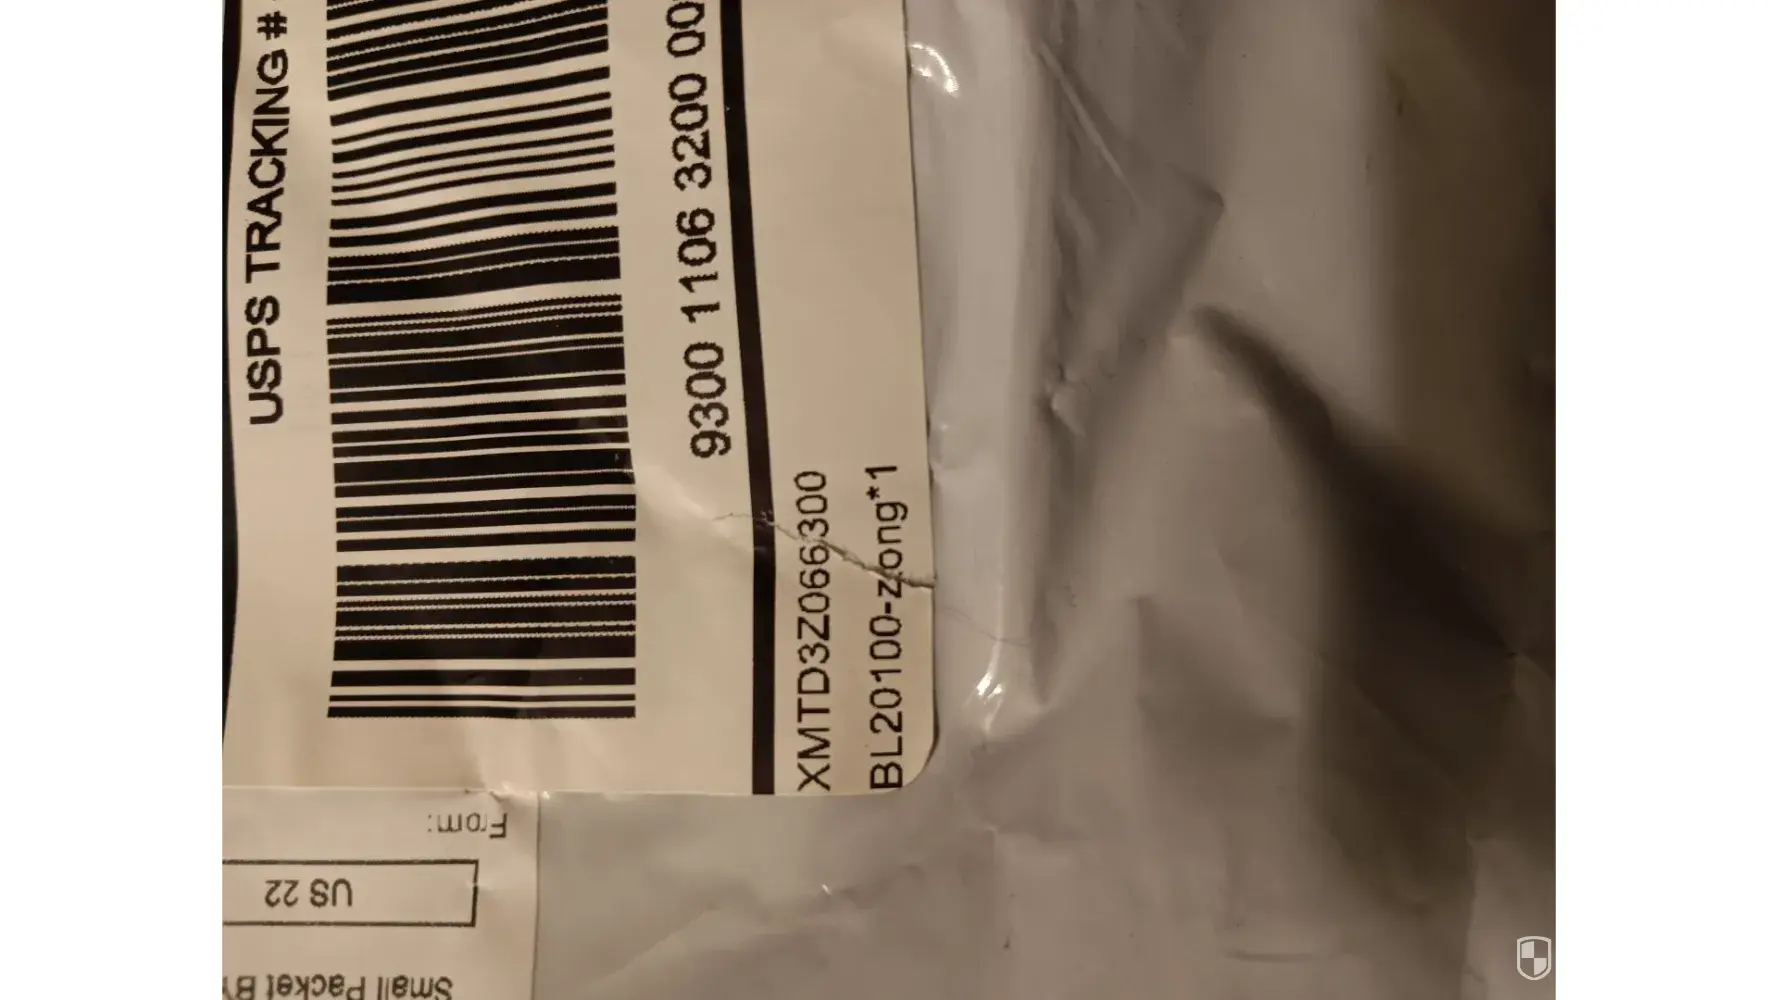 USPS TRACKING #
9300 1106 3200 00
XMTD3Z066300
BL20100-zong*1
From:
US 22
Small Packet BY